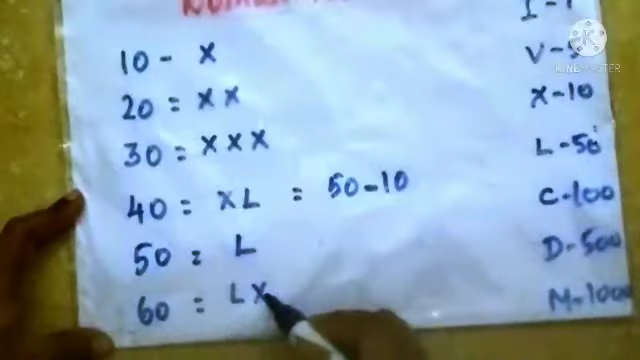 10 - X
20 = XX
30 = XXX
40 = XL = 50-10
50 = L
60 = LX
I - 1
V - 5
X-10
L-50
C-100
D-500
M-1000
KINEMASTER